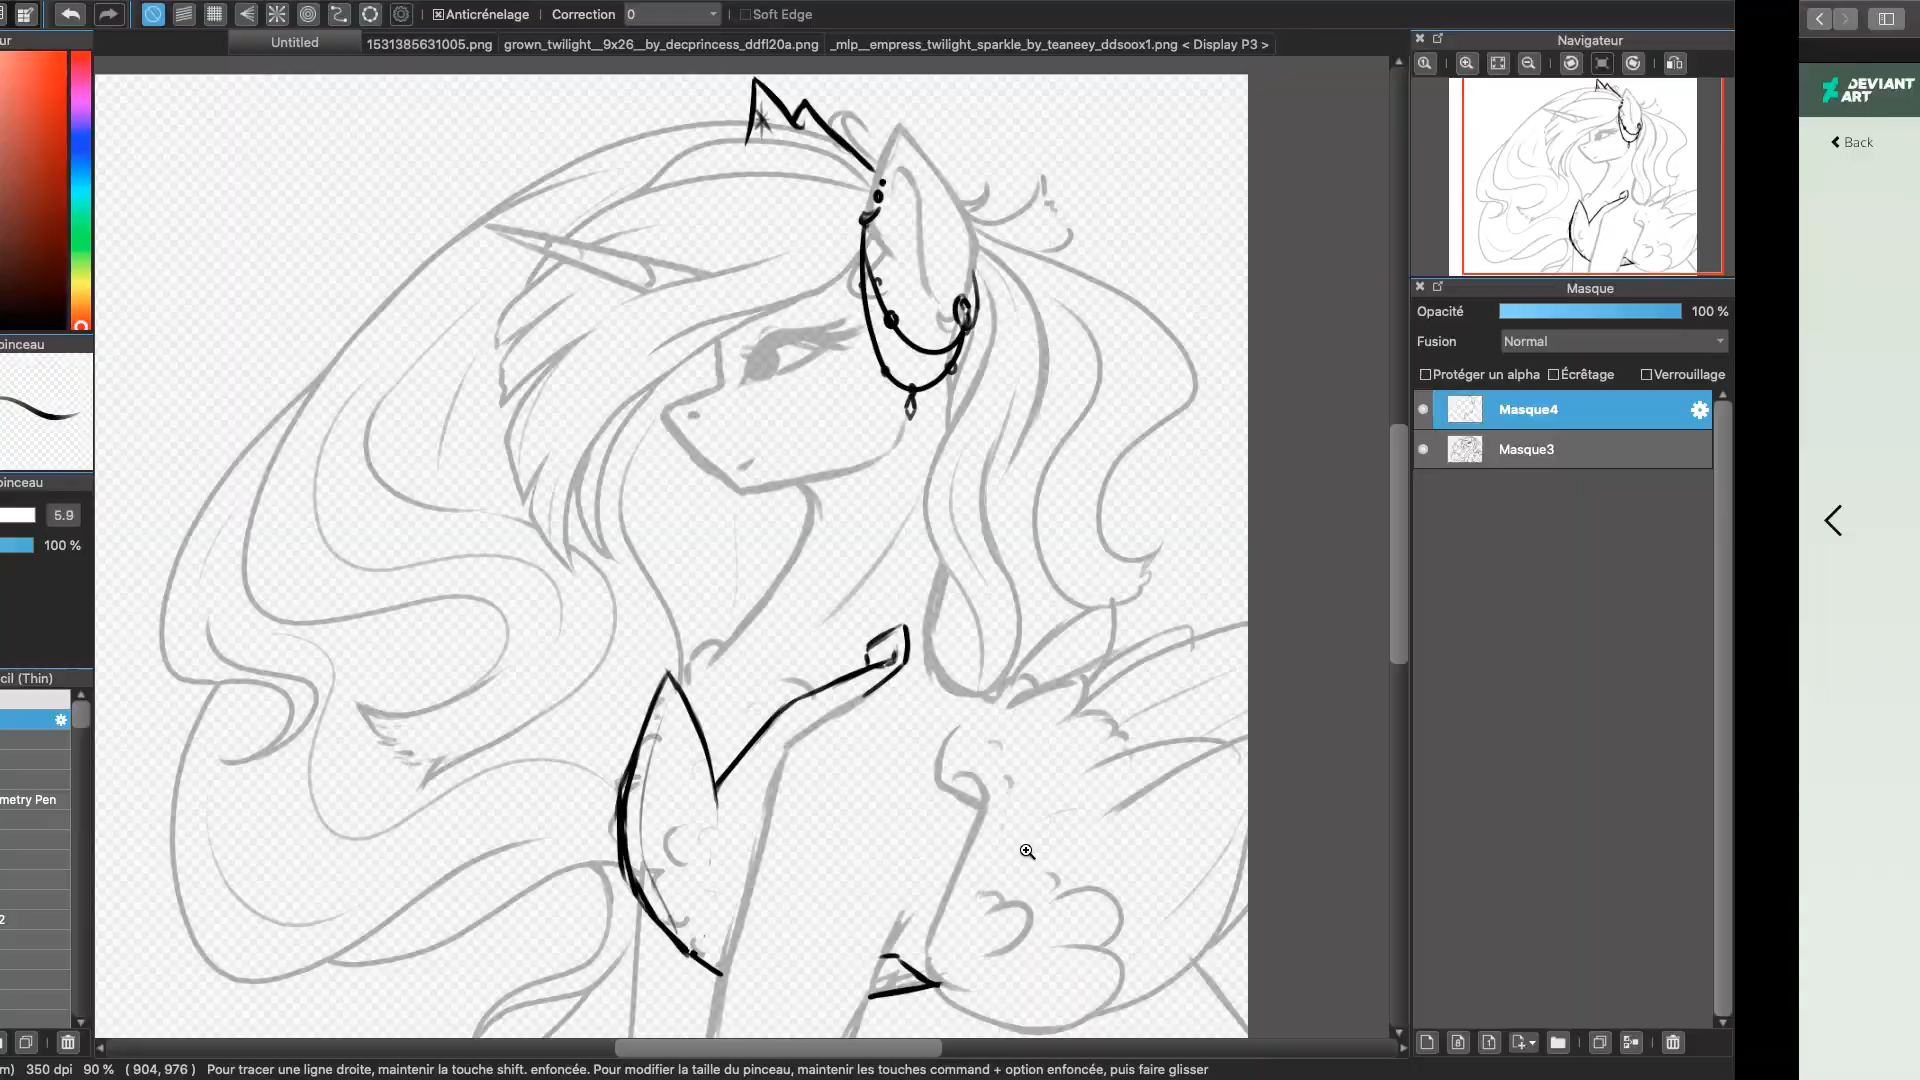 Anticrénelage
Correction 0
Soft Edge
ur
Untitled
1531385631005.png
grown_twilight__9x26__by_decprincess_ddfl20a.png
_mlp__empress_twilight_sparkle_by_teaneey_ddsoox1.png < Display P3 >
Navigateur
DEVIANT
ART
Back
Masque
Opacité 100 %
Fusion Normal
Protéger un alpha Écrêtage Verrouillage
Masque4
Masque3
pinceau
pinceau
5.9
100 %
cil (Thin)
metry Pen
2
m) 350 dpi 90 % ( 904, 976 ) Pour tracer une ligne droite, maintenir la touche shift. enfoncée. Pour modifier la taille du pinceau, maintenir les touches command + option enfoncée, puis faire glisser